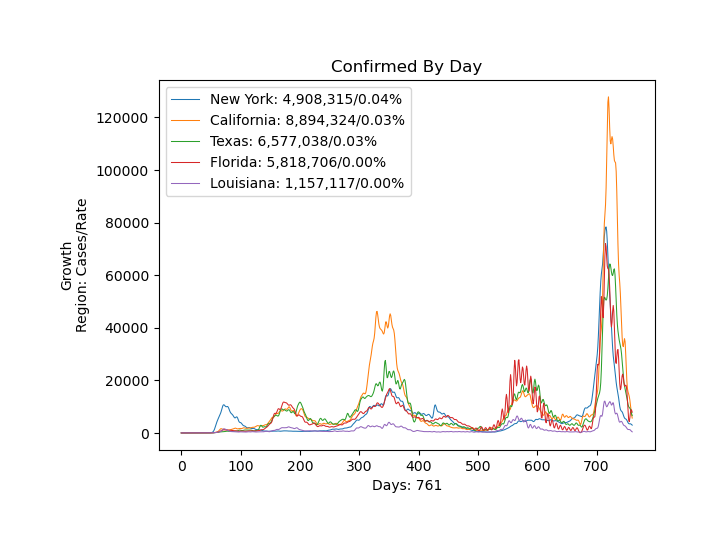 Confirmed By Day
New York: 4,908,315/0.04%
California: 8,894,324/0.03%
Texas: 6,577,038/0.03%
Florida: 5,818,706/0.00%
Louisiana: 1,157,117/0.00%
Growth
Region: Cases/Rate
120000
100000
80000
60000
40000
20000
0
0 100 200 300 400 500 600 700
Days: 761